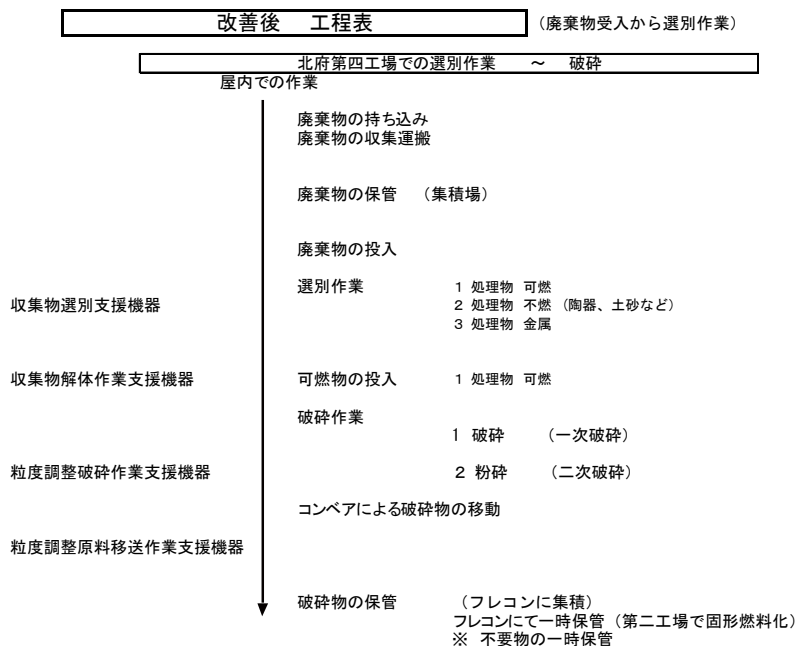 改善後　工程表　（廃棄物受入から選別作業）
北府第四工場での選別作業　～　破砕
屋内での作業
廃棄物の持ち込み
廃棄物の収集運搬
廃棄物の保管　（集積場）
廃棄物の投入
選別作業　1 処理物 可燃
収集物選別支援機器　2 処理物 不燃（陶器、土砂など）
3 処理物 金属
収集物解体作業支援機器　可燃物の投入　1 処理物 可燃
破砕作業
1 破砕　（一次破砕）
粒度調整破砕作業支援機器　2 粉砕　（二次破砕）
コンベアによる破砕物の移動
粒度調整原料移送作業支援機器
破砕物の保管　（フレコンに集積）
フレコンにて一時保管（第二工場で固形燃料化）
※ 不要物の一時保管